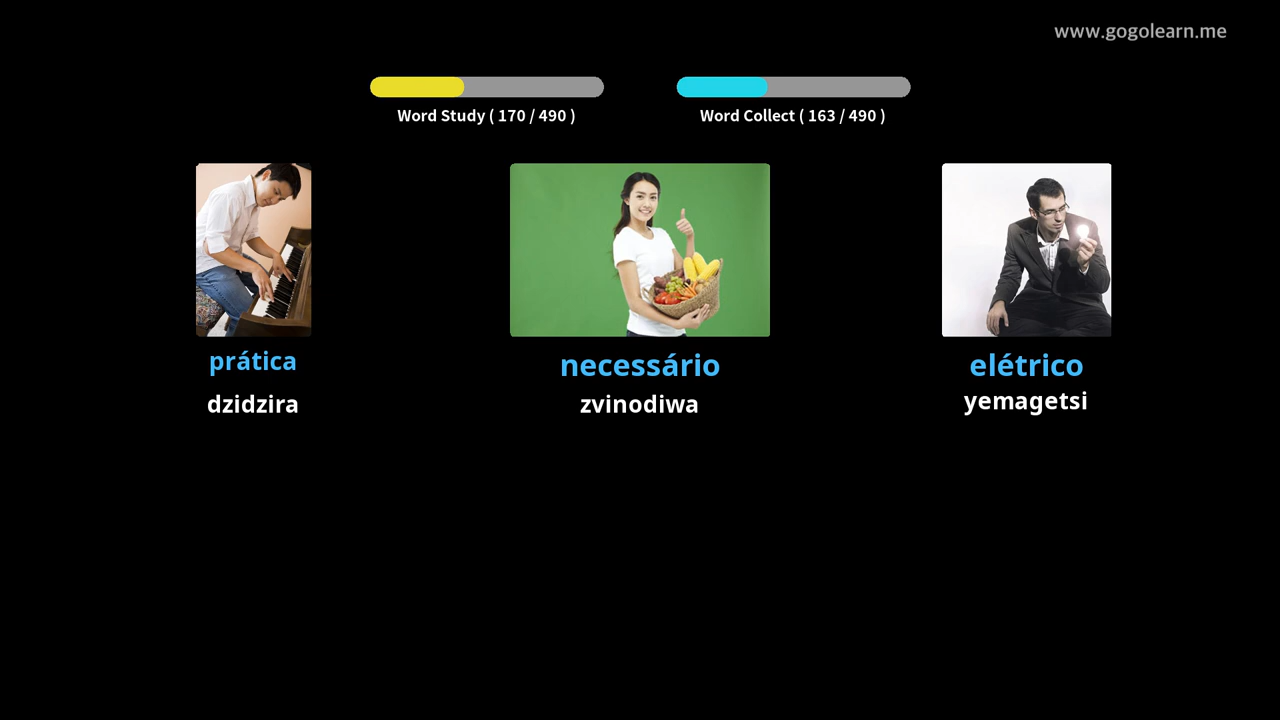 www.gogolearn.me
Word Study ( 170 / 490 )
Word Collect ( 163 / 490 )
prática
necessário
elétrico
dzidzira
zvinodiwa
yemagetsi